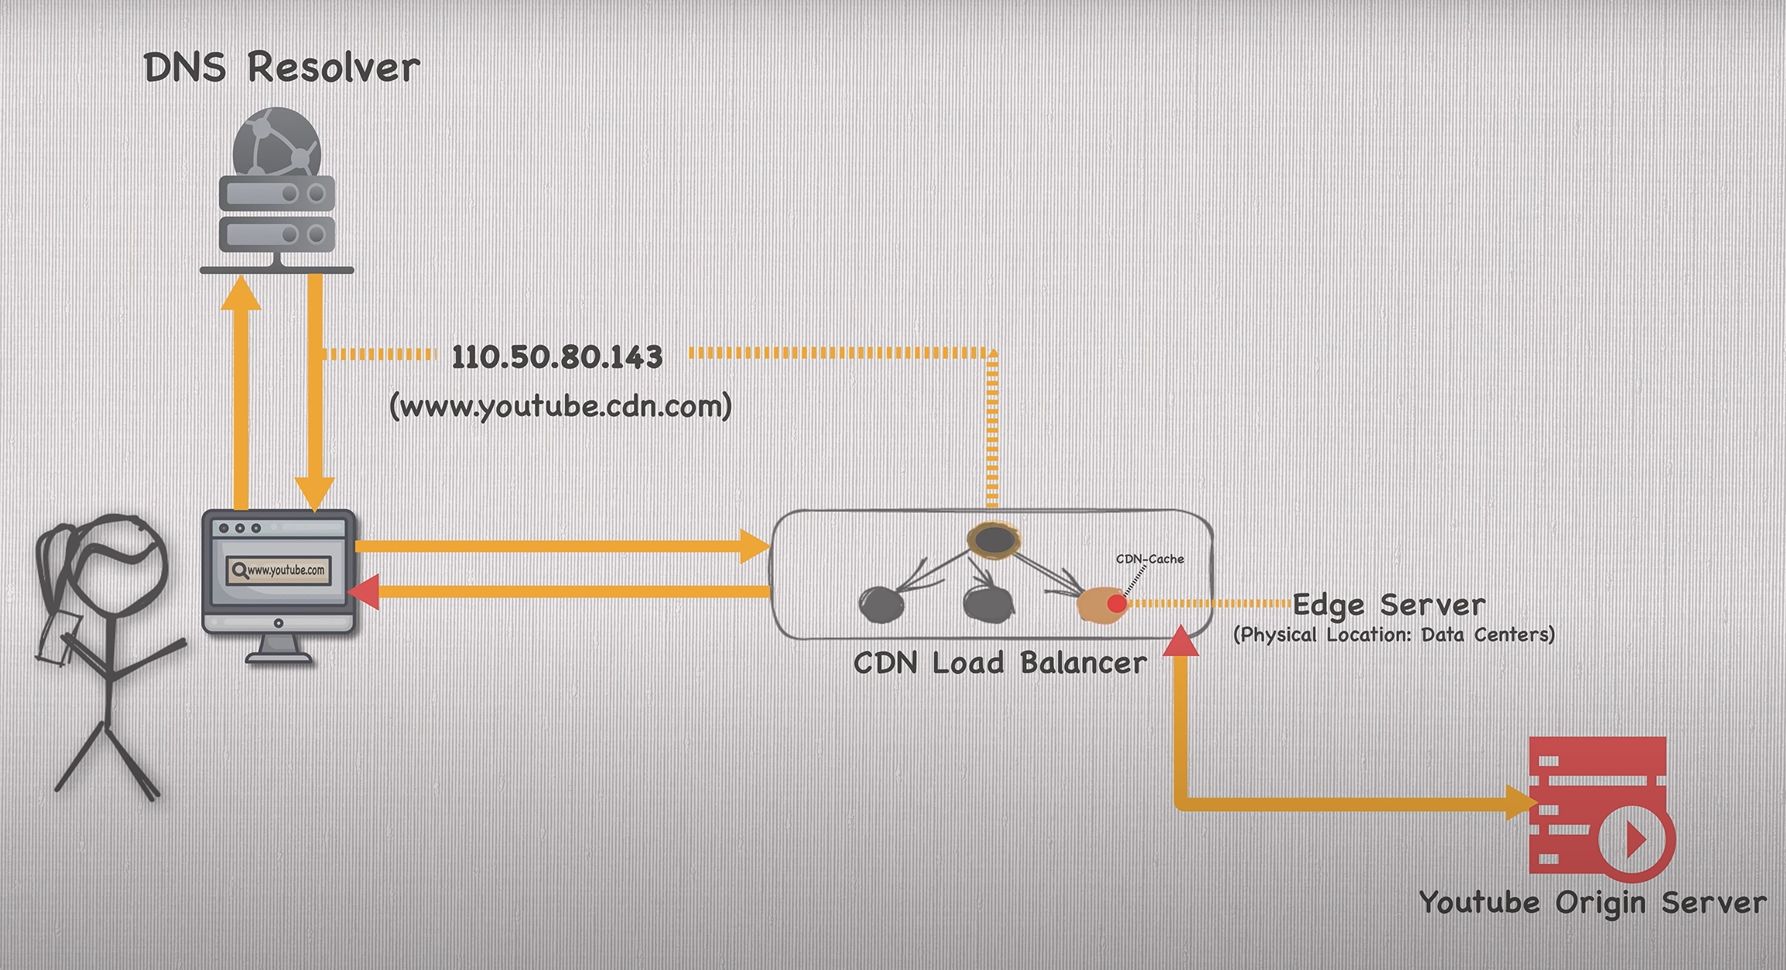 DNS Resolver
110.50.80.143
(www.youtube.cdn.com)
www.youtube.com
CDN-Cache
Edge Server
(Physical Location: Data Centers)
CDN Load Balancer
Youtube Origin Server